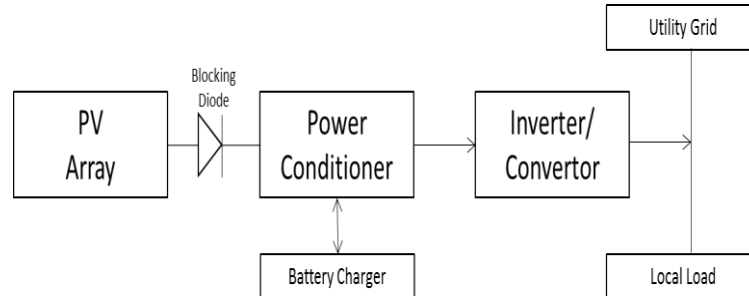 Utility Grid
Blocking
Diode
PV
Array
Power
Conditioner
Inverter/
Convertor
Battery Charger
Local Load